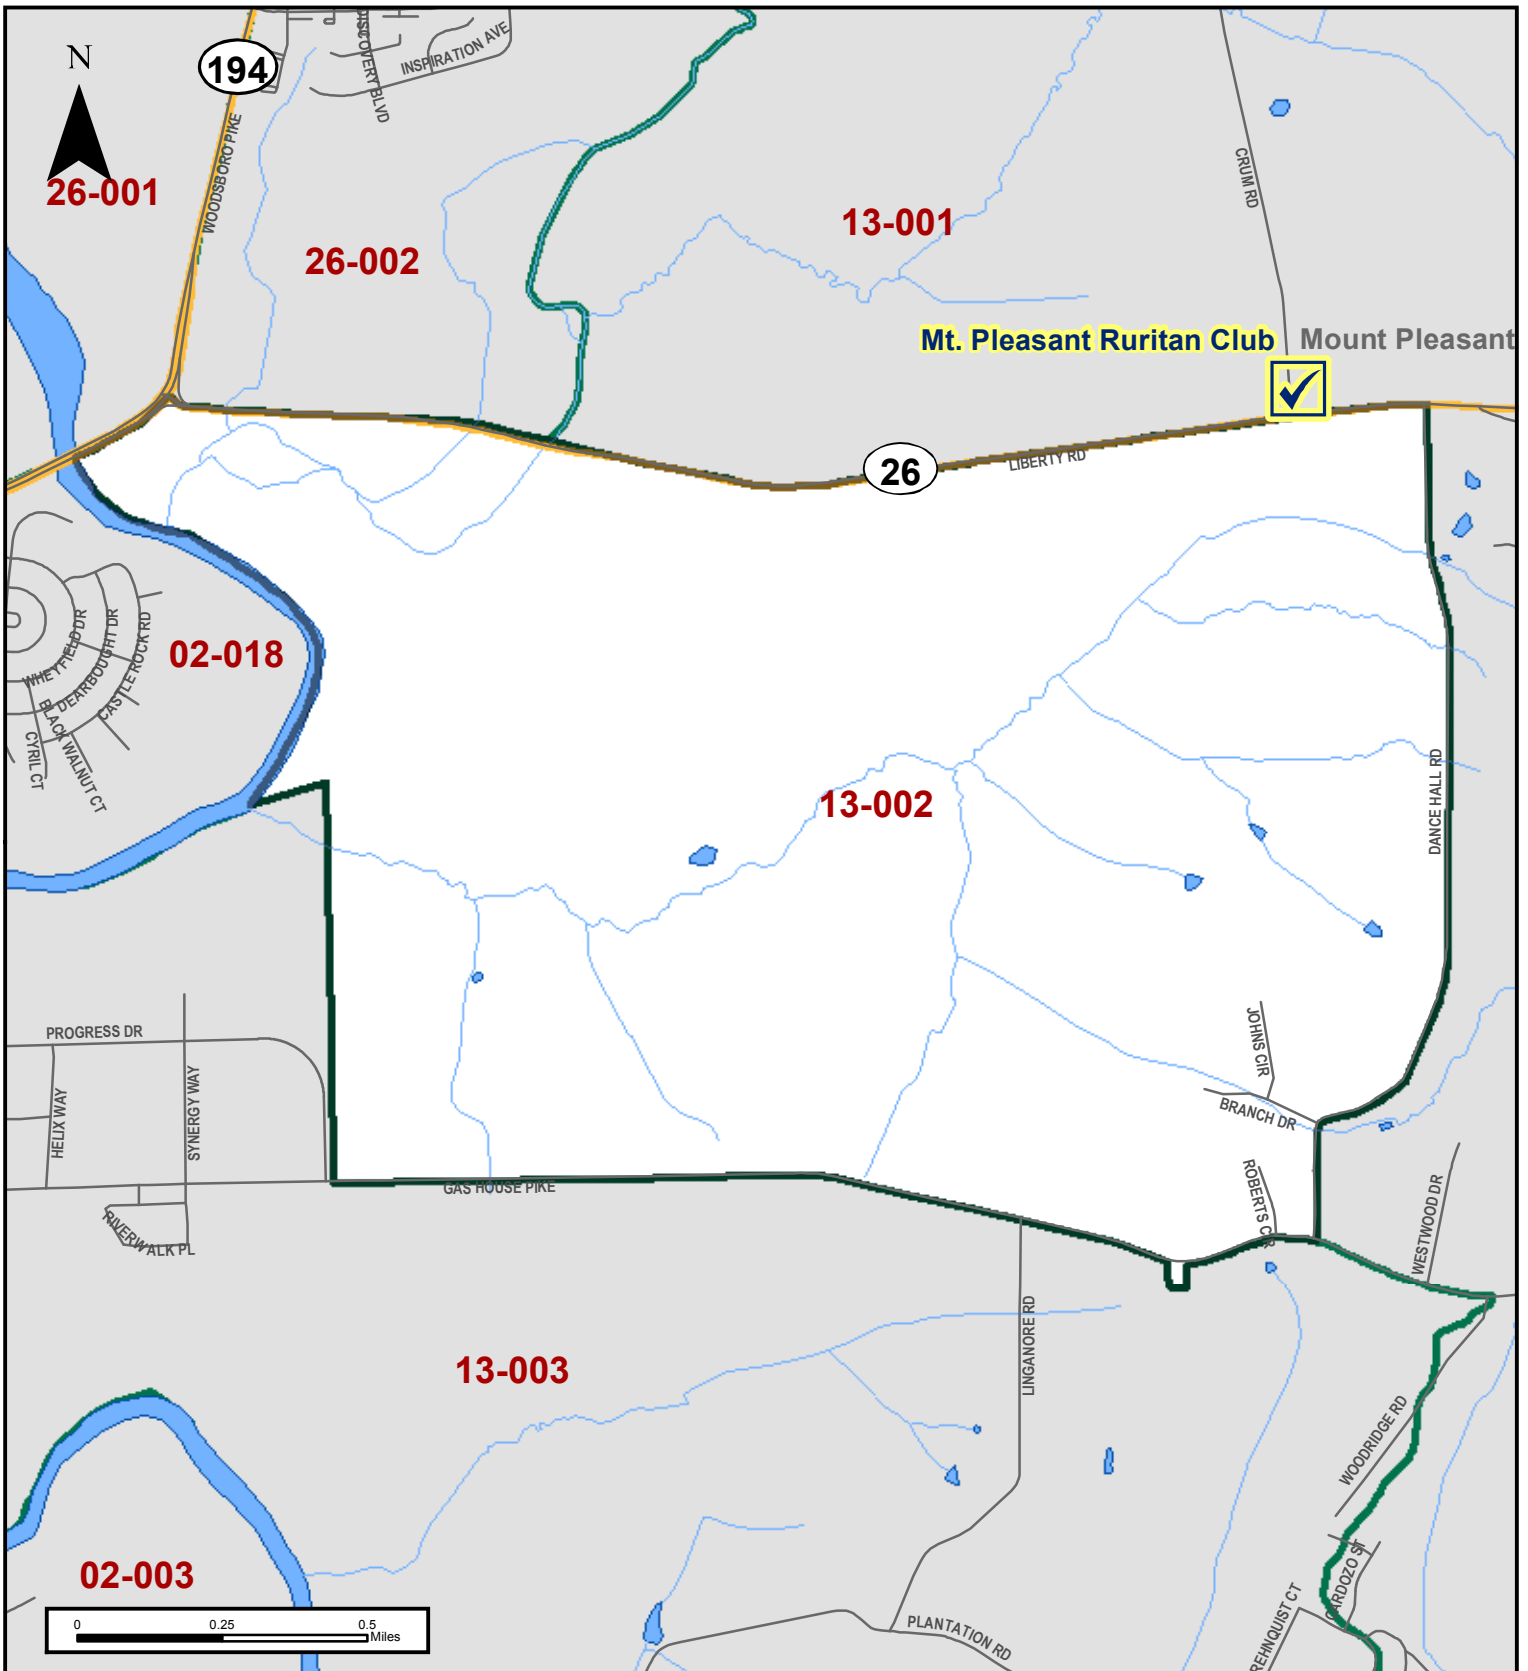 N
194
DISCOVERY BLVD
INSPIRATION AVE
WOODSBORO PIKE
26-001
26-002
13-001
CRUM RD
Mt. Pleasant Ruritan Club
Mount Pleasant
26
LIBERTY RD
02-018
WHEYFIELD DR
DEARBOUGHT DR
CASTLE ROCK RD
BLACK WALNUT CT
CYRIL CT
13-002
DANCE HALL RD
JOHNS CIR
BRANCH DR
PROGRESS DR
HELIX WAY
SYNERGY WAY
ROBERTS CIR
GAS HOUSE PIKE
RIVERWALK PL
WESTWOOD DR
LINGANORE RD
13-003
WOODRIDGE RD
CARDOZO ST
02-003
REHNQUIST CT
PLANTATION RD
0 0.25 0.5
Miles